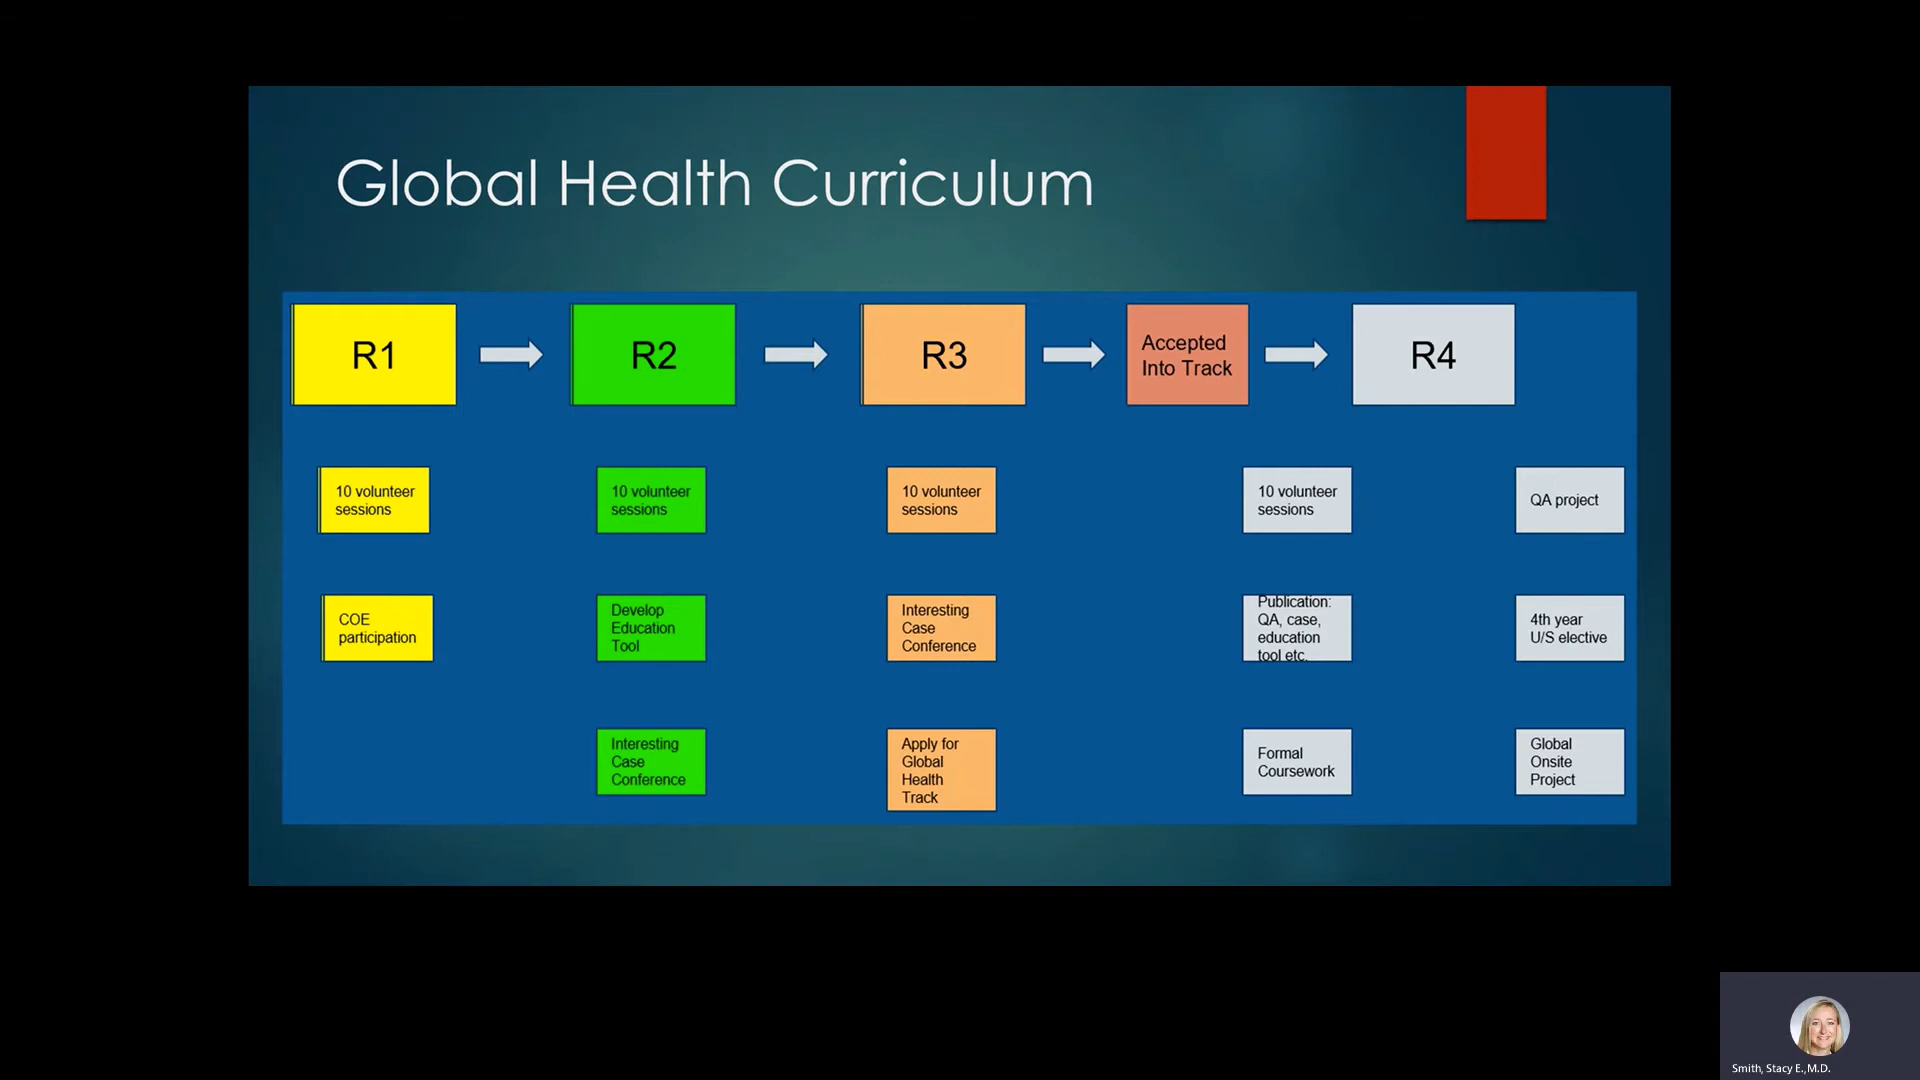 Global Health Curriculum
R1
R2
R3
Accepted
Into Track
R4
10 volunteer
sessions
10 volunteer
sessions
10 volunteer
sessions
10 volunteer
sessions
QA project
COE
participation
Develop
Education
Tool
Interesting
Case
Conference
Publication:
QA, case,
education
tool etc.
4th year
U/S elective
Interesting
Case
Conference
Apply for
Global
Health
Track
Formal
Coursework
Global
Onsite
Project
Smith, Stacy E.,M.D.